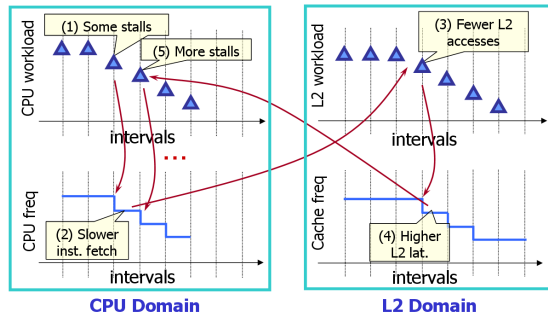 CPU workload
(1) Some stalls
(5) More stalls
intervals
...
CPU freq
(2) Slower
inst. fetch
intervals
CPU Domain
L2 workload
(3) Fewer L2
accesses
intervals
Cache freq
(4) Higher
L2 lat.
intervals
L2 Domain